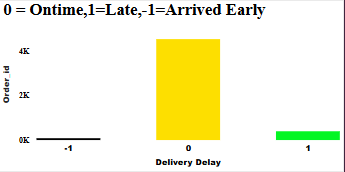 0 = Ontime,1=Late,-1=Arrived Early
4K
2K
0K
Order_id
-1 0 1
Delivery Delay